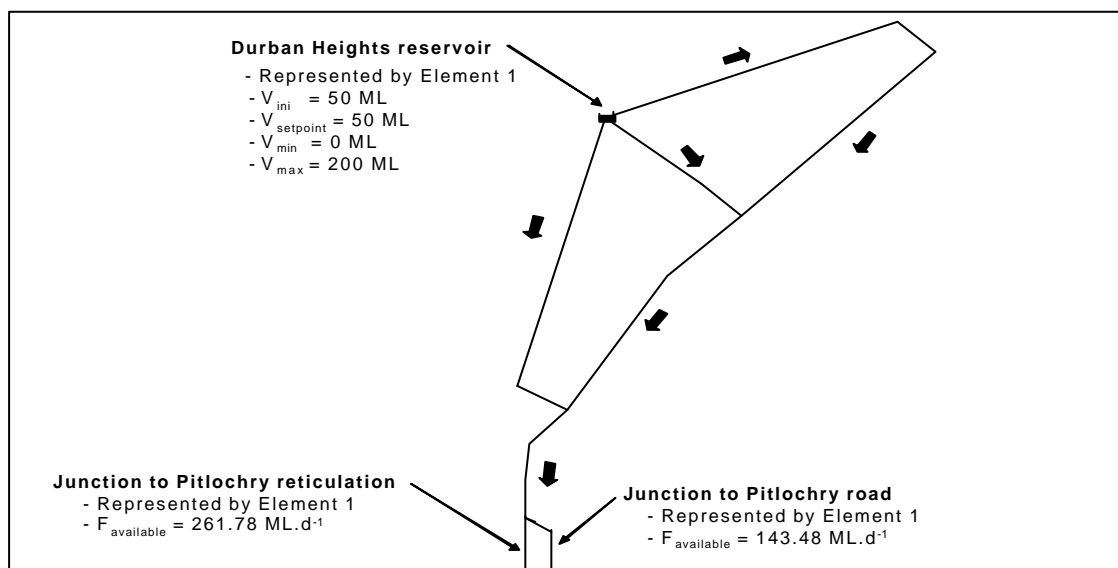 Durban Heights reservoir
- Represented by Element 1
- V_ini = 50 ML
- V_setpoint = 50 ML
- V_min = 0 ML
- V_max = 200 ML
Junction to Pitlochry reticulation
- Represented by Element 1
- F_available = 261.78 ML.d⁻¹
Junction to Pitlochry road
- Represented by Element 1
- F_available = 143.48 ML.d⁻¹